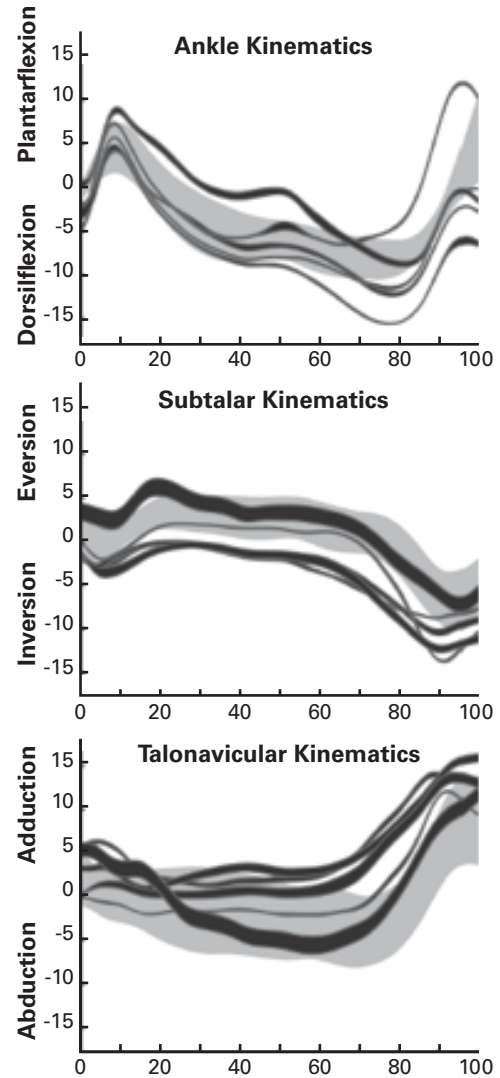 Ankle Kinematics
Plantarflexion
Dorsilflexion
15
10
5
0
-5
-10
-15
0 20 40 60 80 100
Subtalar Kinematics
Eversion
Inversion
15
10
5
0
-5
-10
-15
0 20 40 60 80 100
Talonavicular Kinematics
Adduction
Abduction
15
10
5
0
-5
-10
-15
0 20 40 60 80 100